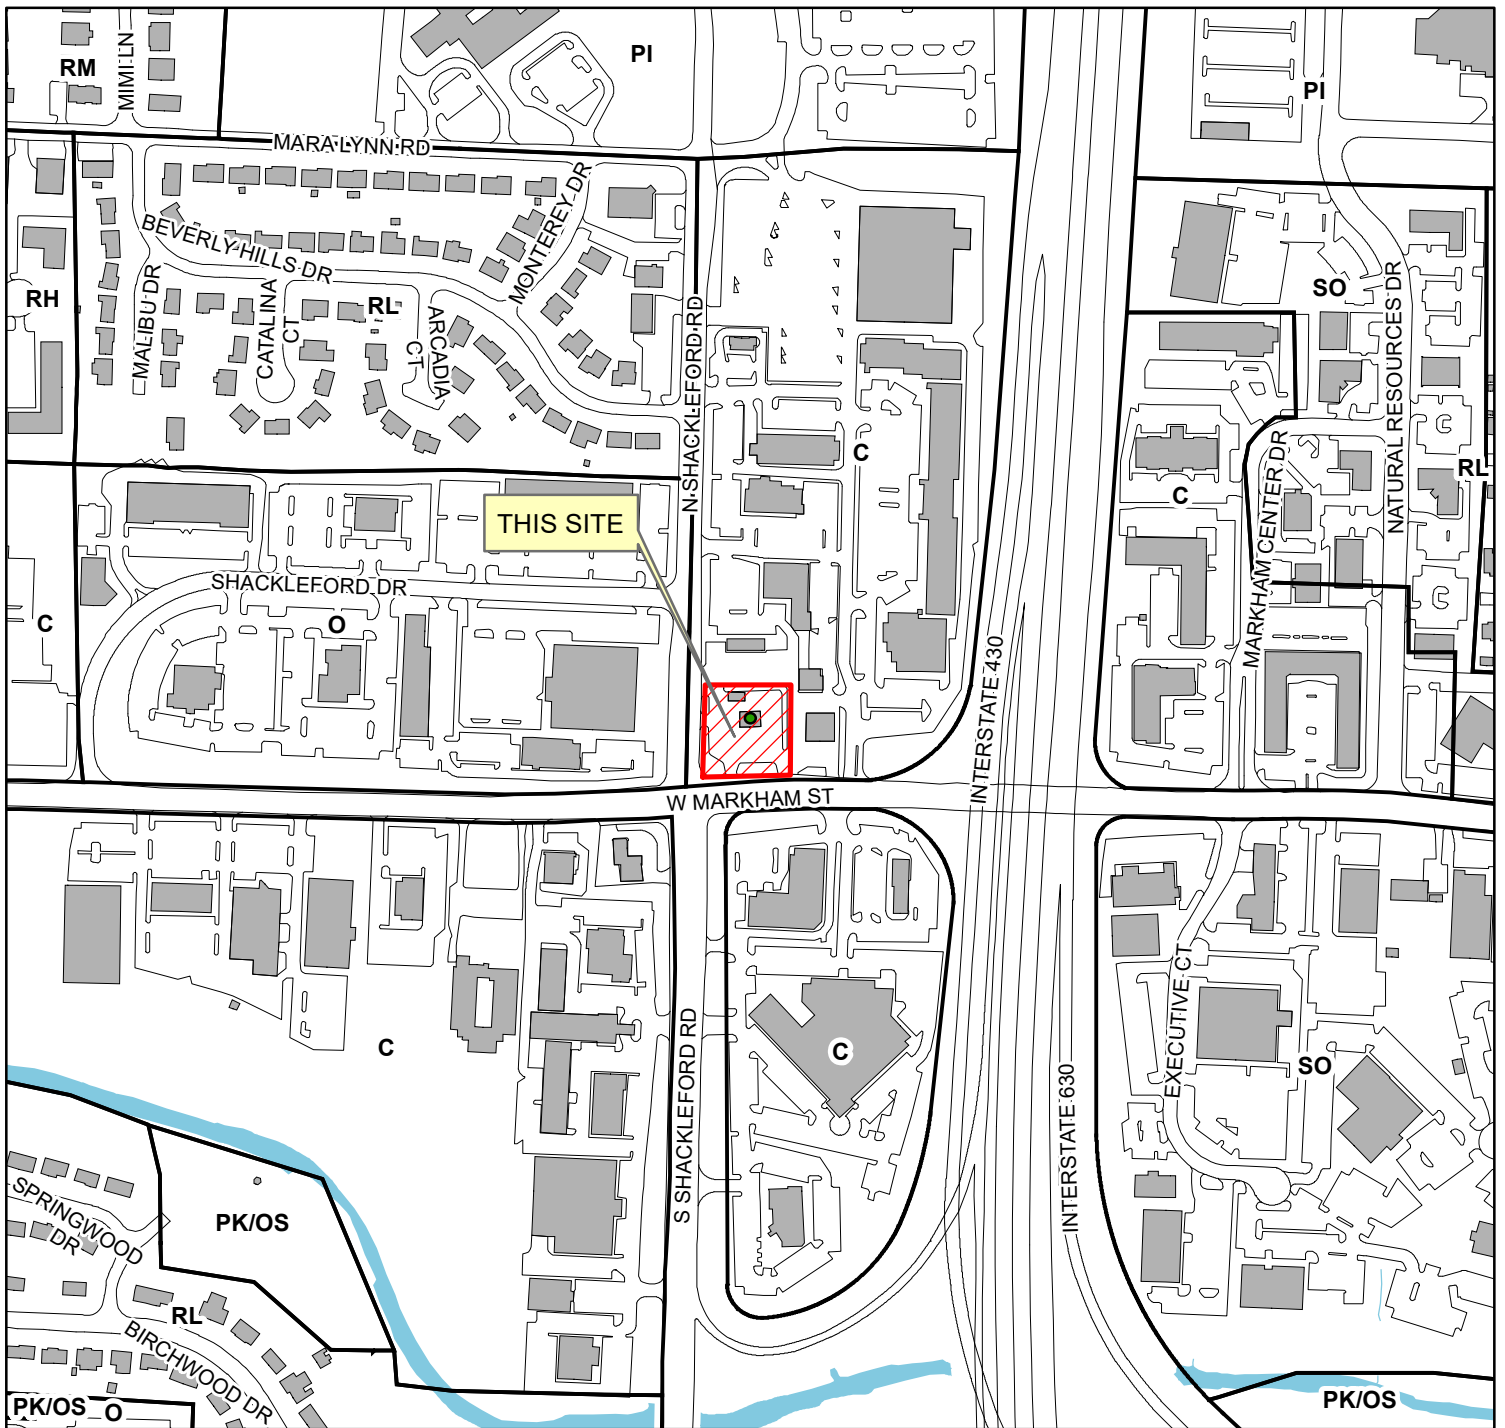 RM
MIMI LN
PI
PI
MARA LYNN RD
MONTEREY DR
BEVERLY HILLS DR
MALIBU DR
CATALINA
CT
RL
ARCADIA
CT
RH
N SHACKLEFORD RD
SO
NATURAL RESOURCES DR
C
C
RL
MARKHAM CENTER DR
THIS SITE
SHACKLEFORD DR
O
C
INTERSTATE 430
W MARKHAM ST
EXECUTIVE CT
C
C
S SHACKLEFORD RD
SO
INTERSTATE 630
SPRINGWOOD
DR
PK/OS
RL
BIRCHWOOD DR
PK/OS
O
PK/OS